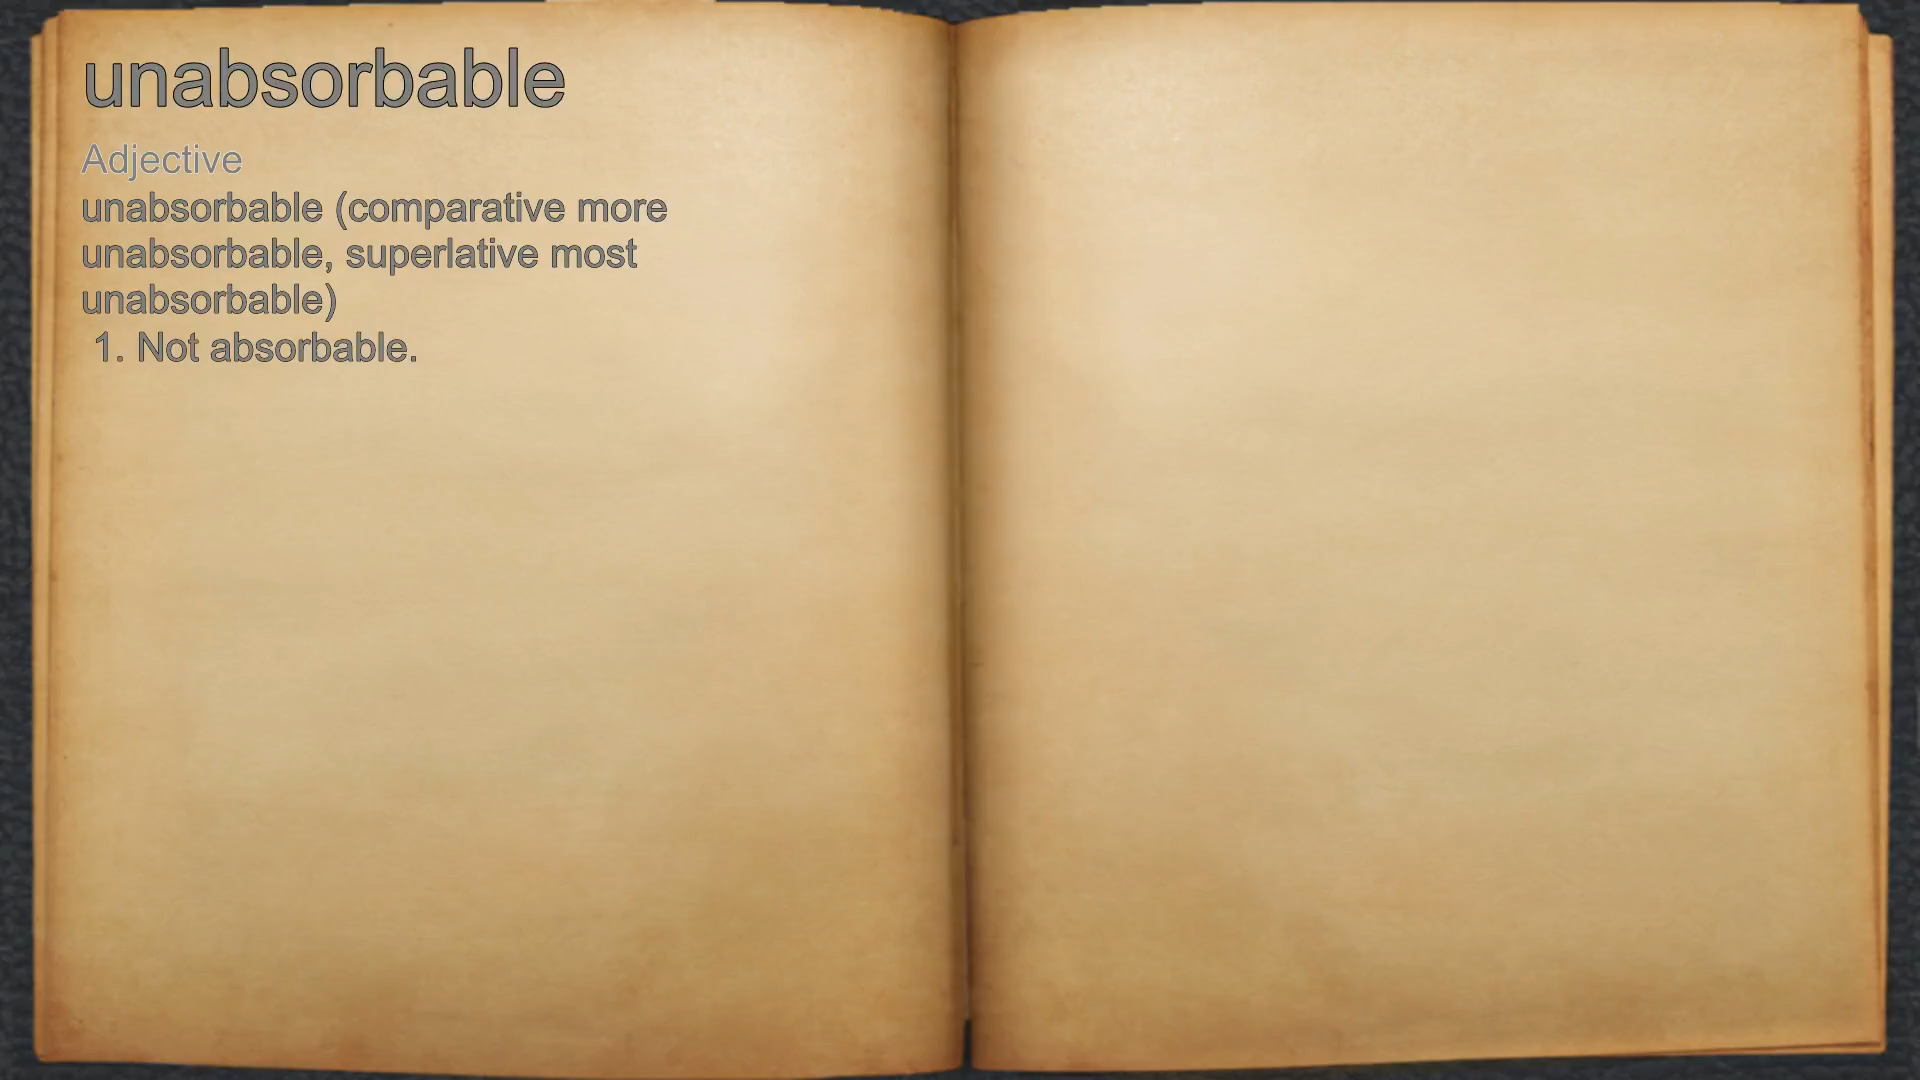 unabsorbable
Adjective
unabsorbable (comparative more
unabsorbable, superlative most
unabsorbable)
1. Not absorbable.